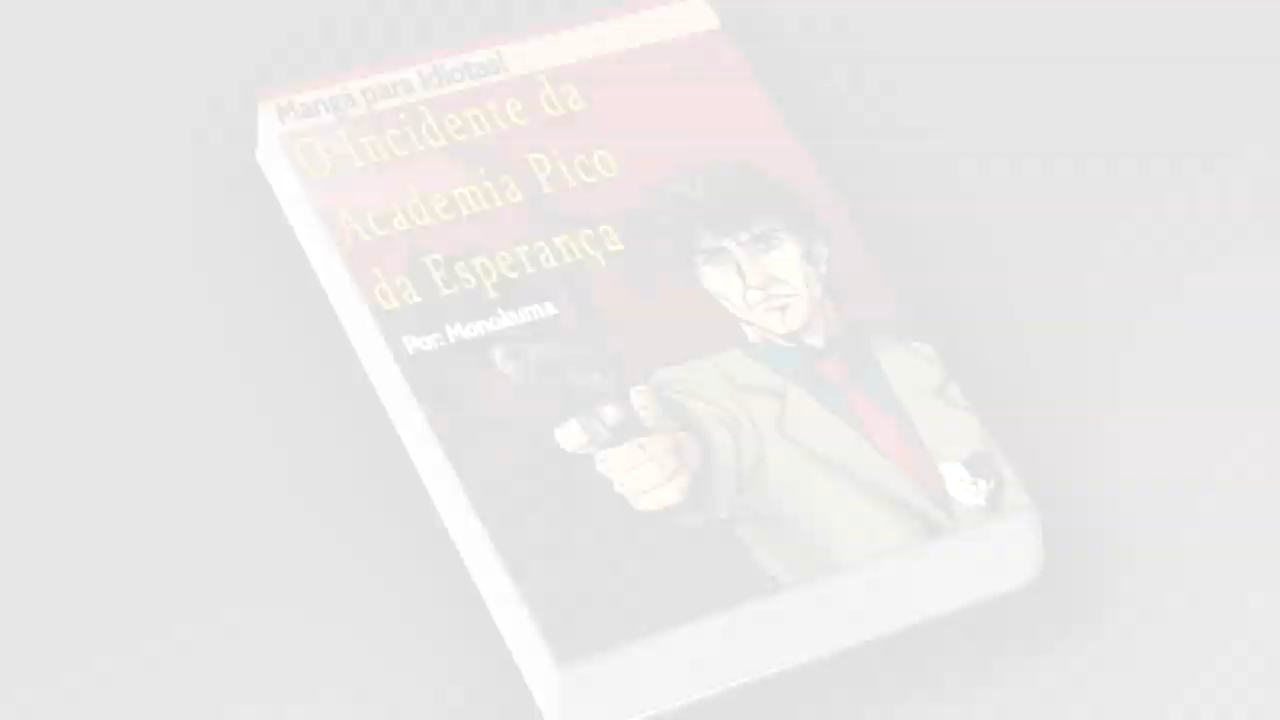 Mangá para Idiotas!
O Incidente da
Academia Pico
da Esperança
Por: Monokuma